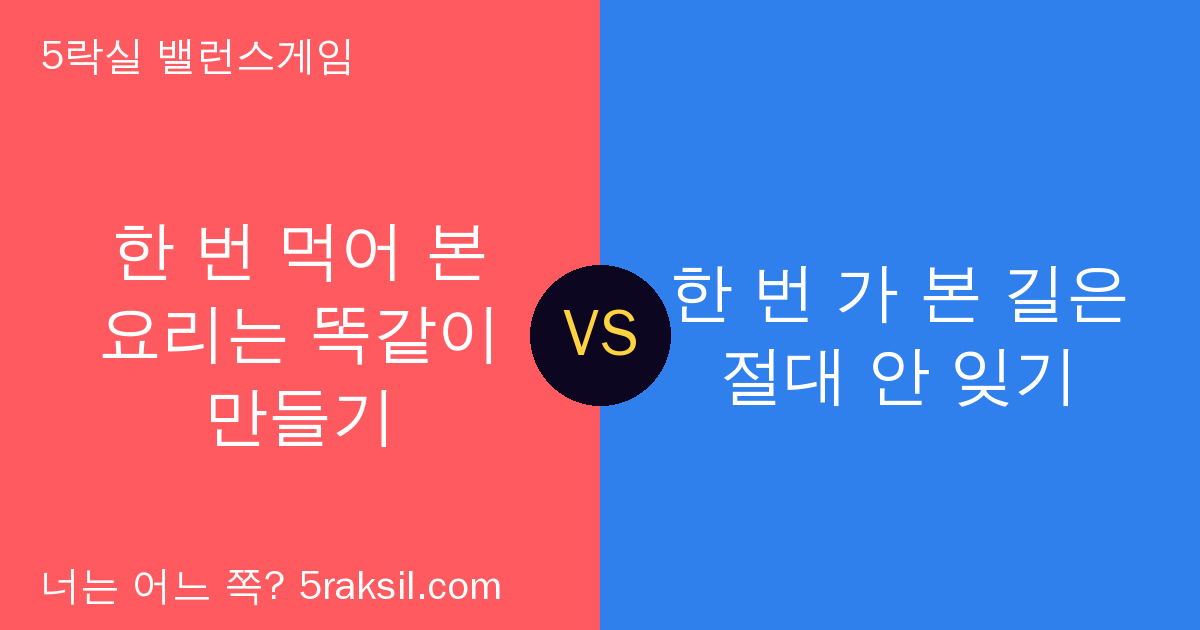 5락실 밸런스게임
한 번 먹어 본
요리는 똑같이
만들기
VS
한 번 가 본 길은
절대 안 잊기
너는 어느 쪽? 5raksil.com